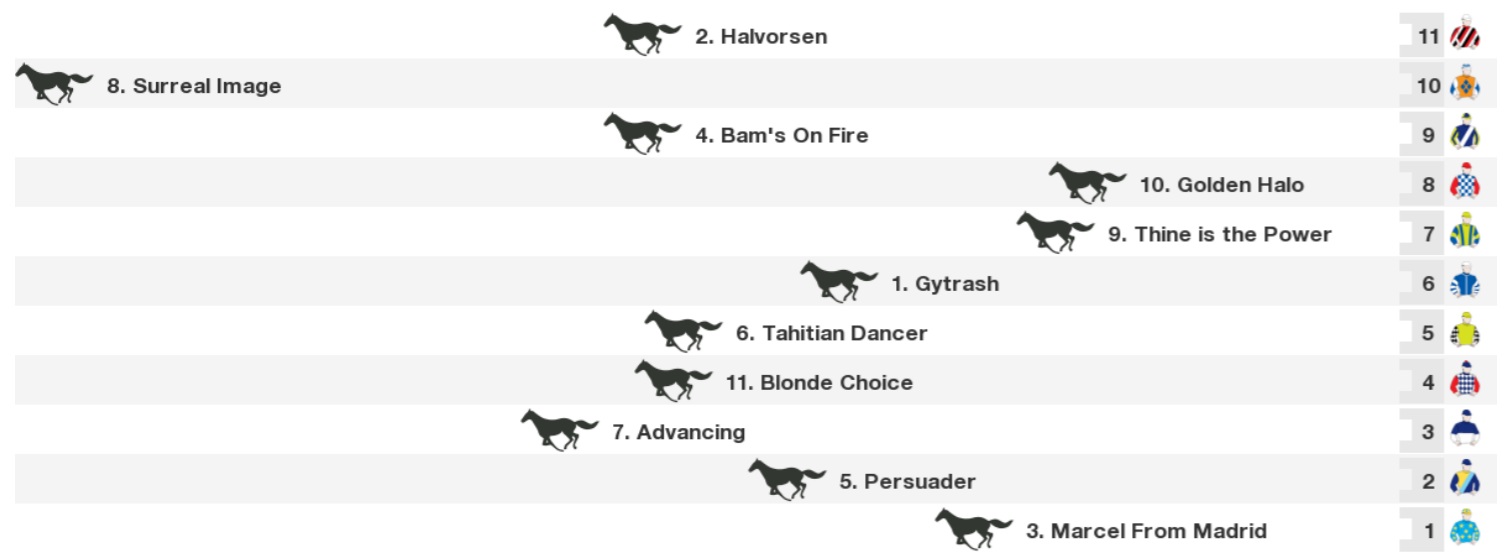 2. Halvorsen 11
8. Surreal Image 10
4. Bam's On Fire 9
10. Golden Halo 8
9. Thine is the Power 7
1. Gytrash 6
6. Tahitian Dancer 5
11. Blonde Choice 4
7. Advancing 3
5. Persuader 2
3. Marcel From Madrid 1